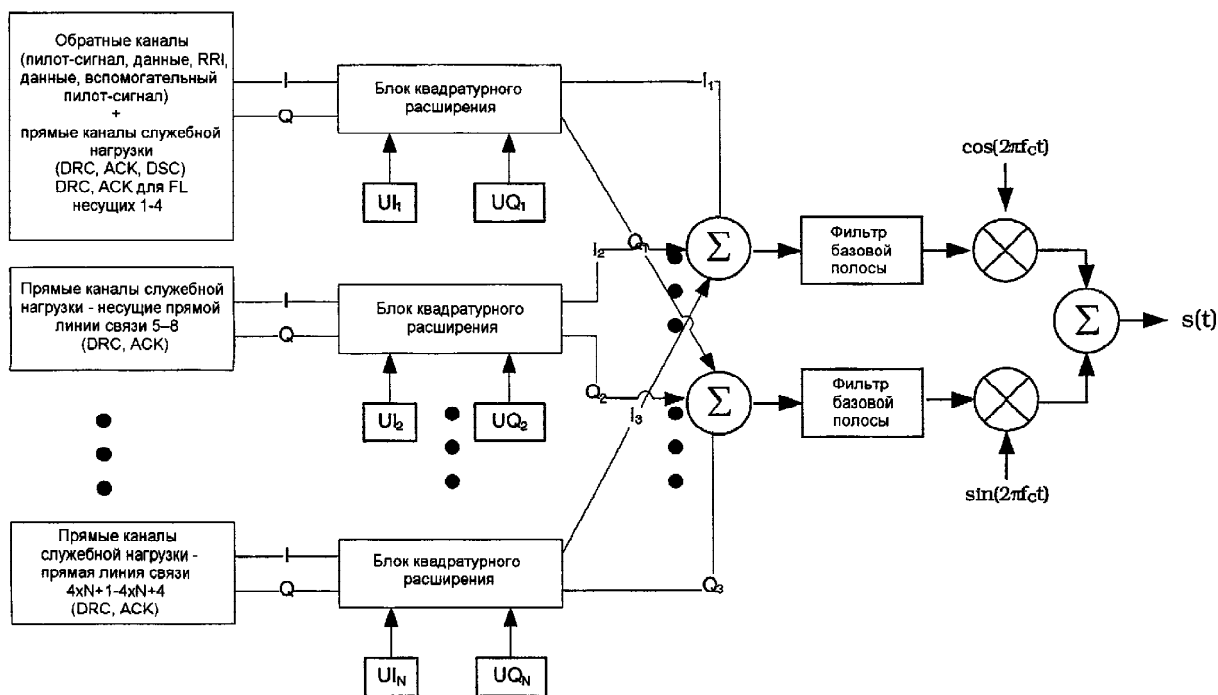 Обратные каналы
(пилот-сигнал, данные, RRI,
данные, вспомогательный
пилот-сигнал)
+
прямые каналы служебной
нагрузки
(DRC, ACK, DSC)
DRC, ACK для FL
несущих 1-4
I
Q
Блок квадратурного
расширения
UI₁
UQ₁
I₁
Q₁
Прямые каналы служебной
нагрузки - несущие прямой
линии связи 5–8
(DRC, ACK)
I
Q
Блок квадратурного
расширения
UI₂
UQ₂
I₂
Q₂
Прямые каналы
служебной нагрузки -
прямая линия связи
4xN+1-4xN+4
(DRC, ACK)
I
Q
Блок квадратурного
расширения
UI_N
UQ_N
I₃
Q₃
Σ
Σ
Фильтр
базовой
полосы
Фильтр
базовой
полосы
cos(2πf_Ct)
sin(2πf_Ct)
Σ
s(t)